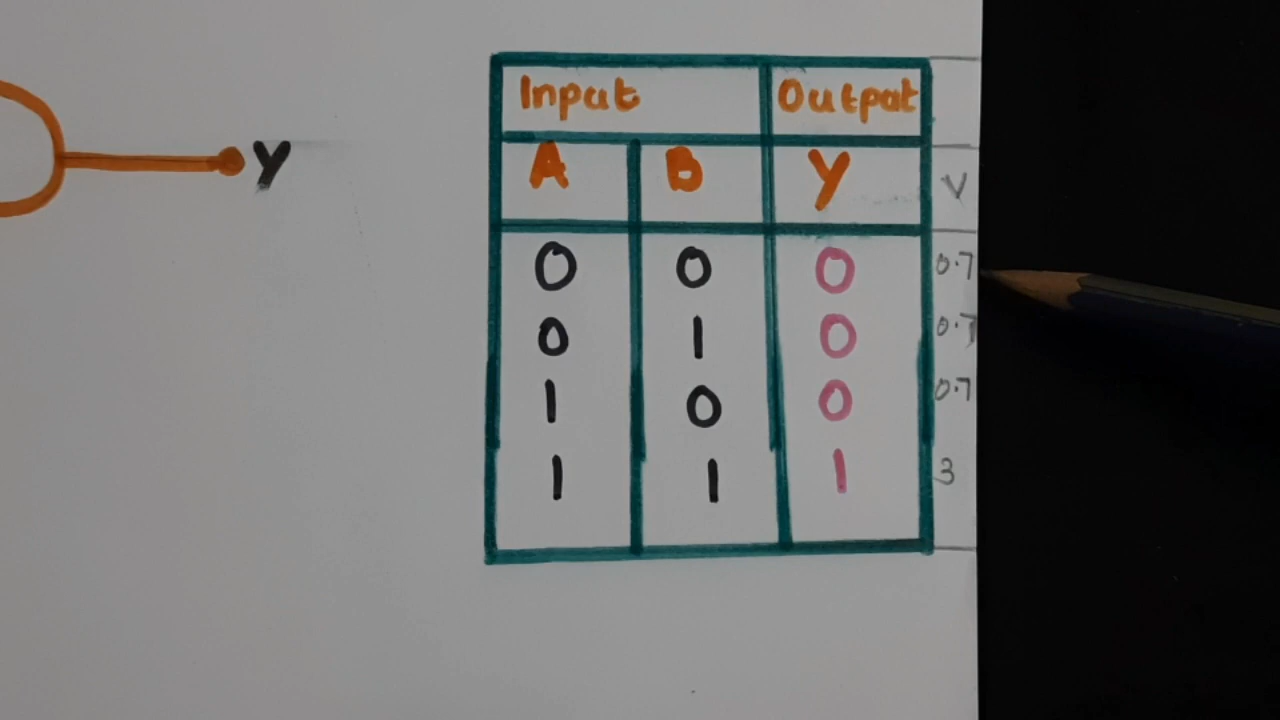 Input Output
Y A B Y V
0 0 0 0.7
0 1 0 0.7
1 0 0 0.7
1 1 1 3